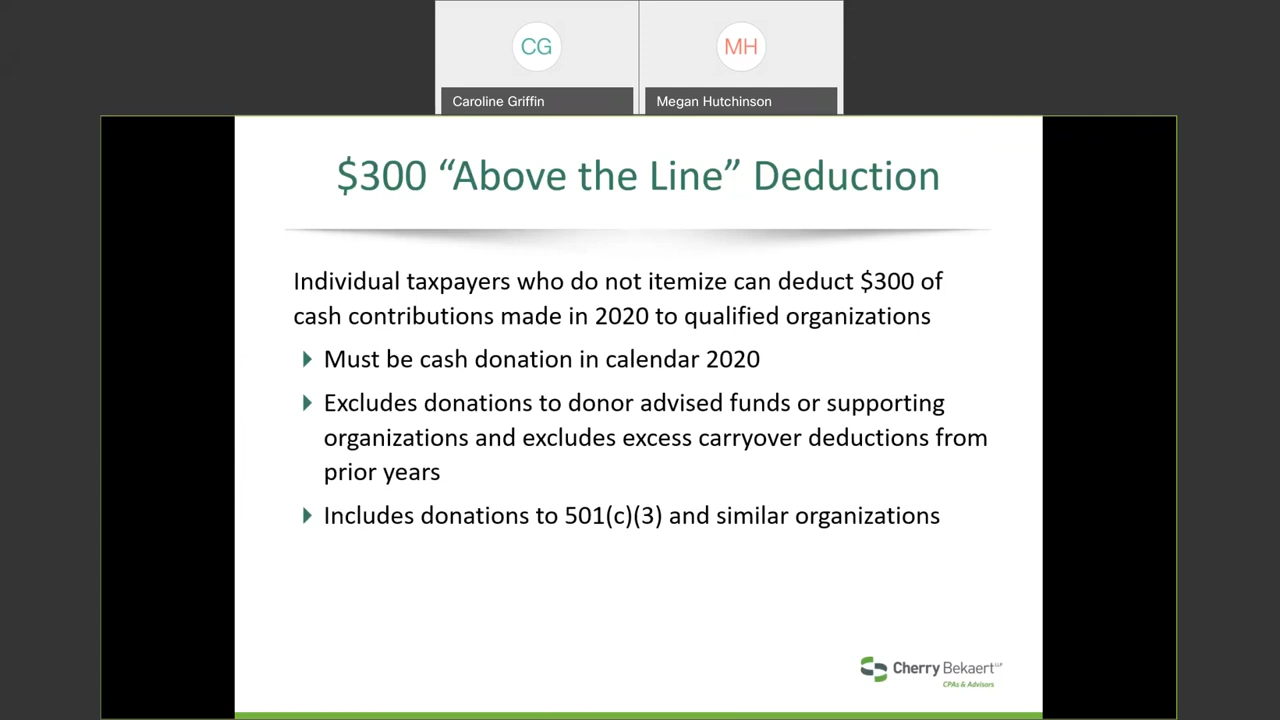 CG
MH
Caroline Griffin
Megan Hutchinson
$300 “Above the Line” Deduction
Individual taxpayers who do not itemize can deduct $300 of
cash contributions made in 2020 to qualified organizations
Must be cash donation in calendar 2020
Excludes donations to donor advised funds or supporting
organizations and excludes excess carryover deductions from
prior years
Includes donations to 501(c)(3) and similar organizations
Cherry Bekaert LLP
CPAs & Advisors